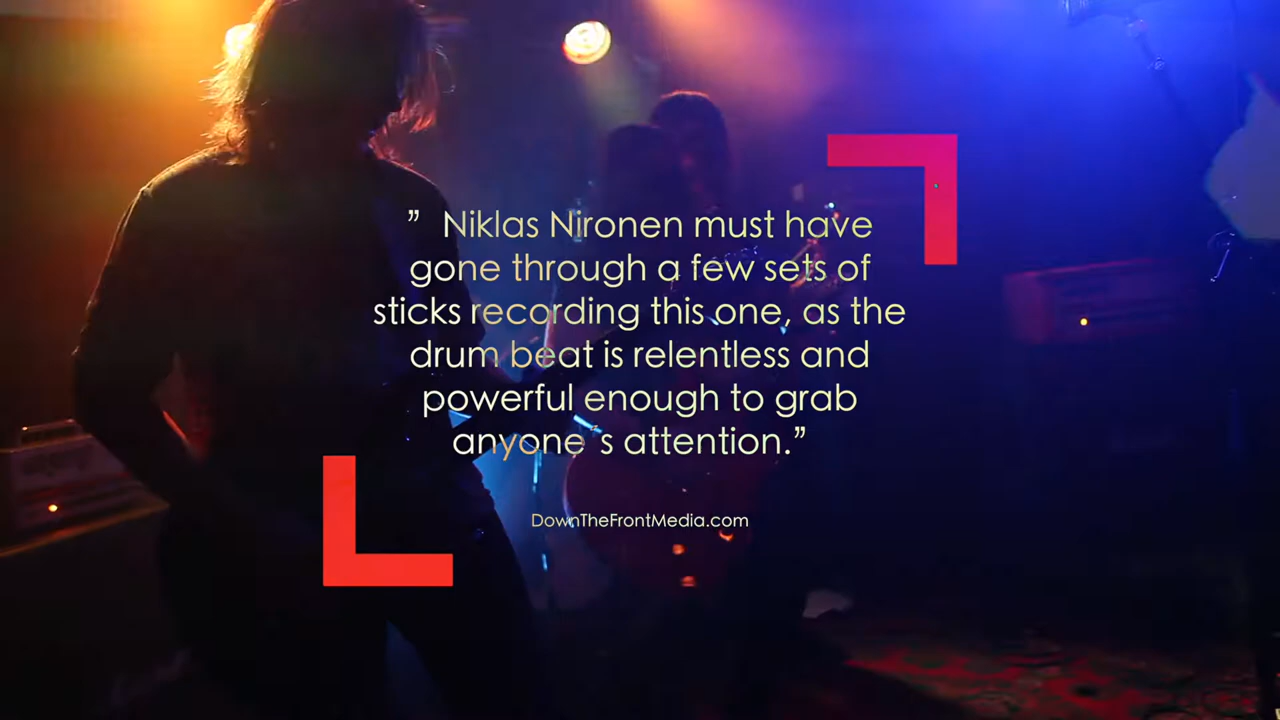 ” Niklas Nironen must have
gone through a few sets of
sticks recording this one, as the
drum beat is relentless and
powerful enough to grab
anyone´s attention.”
DownTheFrontMedia.com